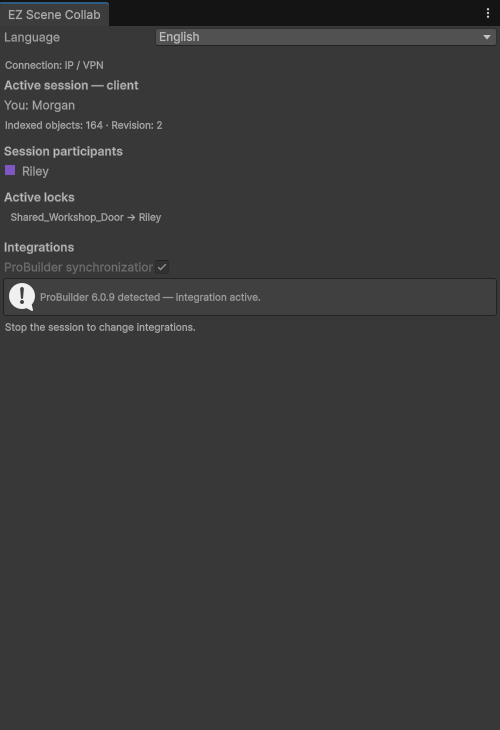 EZ Scene Collab
Language English
Connection: IP / VPN
Active session — client
You: Morgan
Indexed objects: 164 · Revision: 2
Session participants
Riley
Active locks
Shared_Workshop_Door → Riley
Integrations
ProBuilder synchronization
ProBuilder 6.0.9 detected — integration active.
Stop the session to change integrations.